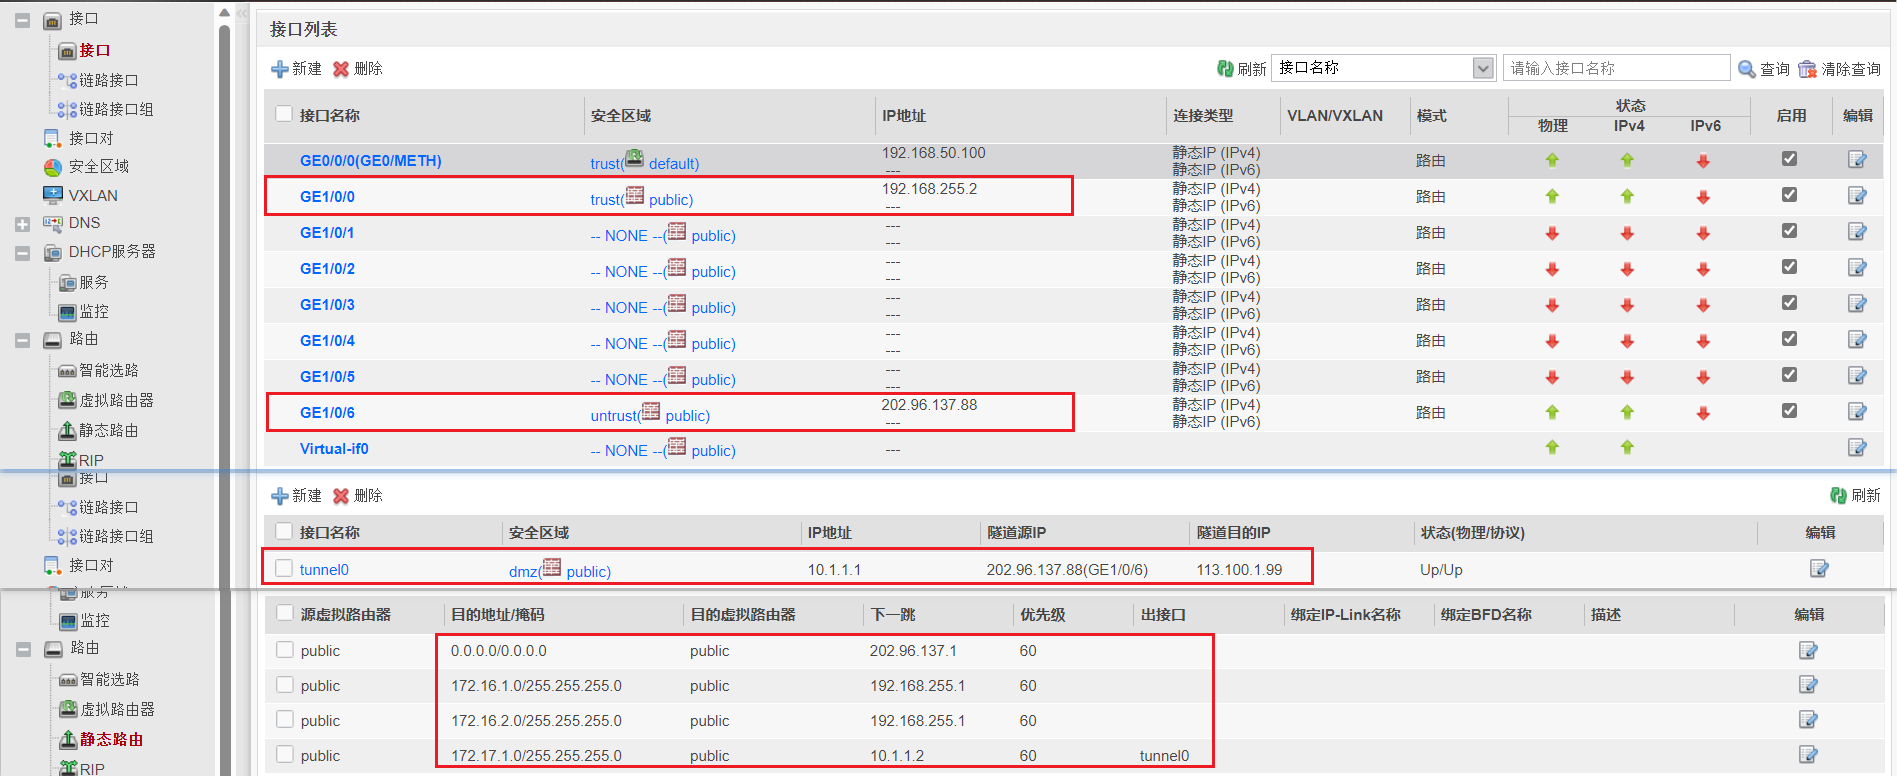 接口
接口
链路接口
链路接口组
接口对
安全区域
VXLAN
DNS
DHCP服务器
服务
监控
路由
智能选路
虚拟路由器
静态路由
RIP
接口列表
新建 删除 刷新 接口名称 请输入接口名称 查询 清除查询
接口名称 安全区域 IP地址 连接类型 VLAN/VXLAN 模式 状态 启用 编辑
物理 IPv4 IPv6
GE0/0/0(GE0/METH) trust( default) 192.168.50.100 静态IP (IPv4) 路由
--- 静态IP (IPv6)
GE1/0/0 trust( public) 192.168.255.2 静态IP (IPv4) 路由
--- 静态IP (IPv6)
GE1/0/1 -- NONE --( public) --- 静态IP (IPv4) 路由
--- 静态IP (IPv6)
GE1/0/2 -- NONE --( public) --- 静态IP (IPv4) 路由
--- 静态IP (IPv6)
GE1/0/3 -- NONE --( public) --- 静态IP (IPv4) 路由
--- 静态IP (IPv6)
GE1/0/4 -- NONE --( public) --- 静态IP (IPv4) 路由
--- 静态IP (IPv6)
GE1/0/5 -- NONE --( public) --- 静态IP (IPv4) 路由
--- 静态IP (IPv6)
GE1/0/6 untrust( public) 202.96.137.88 静态IP (IPv4) 路由
--- 静态IP (IPv6)
Virtual-if0 -- NONE --( public) ---
接口
链路接口
链路接口组
接口对
新建 删除 刷新
接口名称 安全区域 IP地址 隧道源IP 隧道目的IP 状态(物理/协议) 编辑
tunnel0 dmz( public) 10.1.1.1 202.96.137.88(GE1/0/6) 113.100.1.99 Up/Up
服务
监控
路由
智能选路
虚拟路由器
静态路由
RIP
源虚拟路由器 目的地址/掩码 目的虚拟路由器 下一跳 优先级 出接口 绑定IP-Link名称 绑定BFD名称 描述 编辑
public 0.0.0.0/0.0.0.0 public 202.96.137.1 60
public 172.16.1.0/255.255.255.0 public 192.168.255.1 60
public 172.16.2.0/255.255.255.0 public 192.168.255.1 60
public 172.17.1.0/255.255.255.0 public 10.1.1.2 60 tunnel0